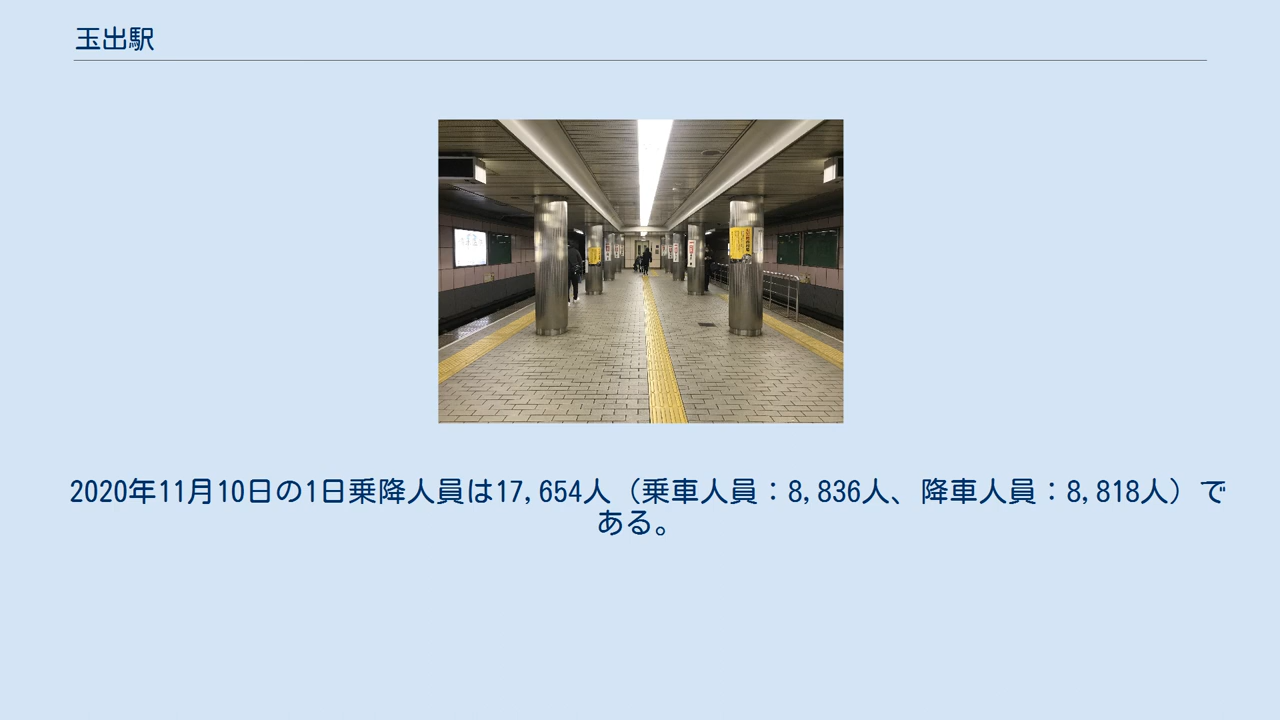 玉出駅
2020年11月10日の1日乗降人員は17,654人（乗車人員：8,836人、降車人員：8,818人）で
ある。